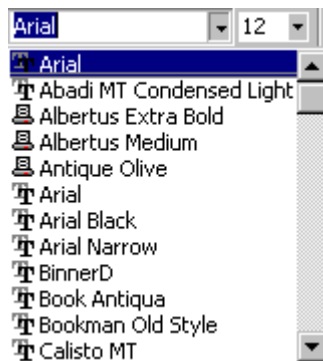 Arial 12
Arial
Abadi MT Condensed Light
Albertus Extra Bold
Albertus Medium
Antique Olive
Arial
Arial Black
Arial Narrow
BinnerD
Book Antiqua
Bookman Old Style
Calisto MT